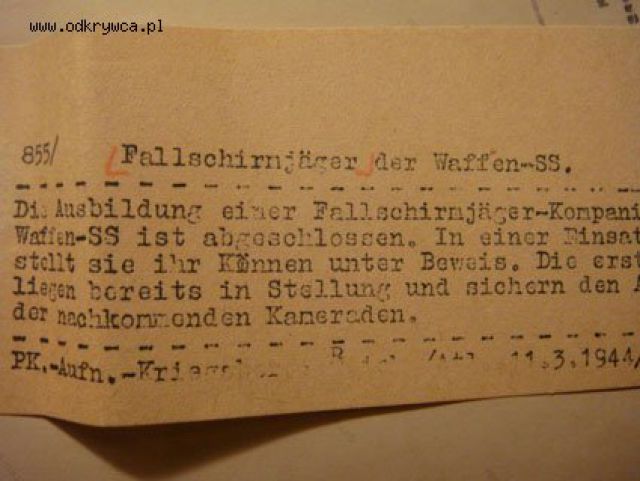 www.odkrywca.pl
855/ Fallschirnjäger der Waffen-SS.
Die Ausbildung einer Fallschirmjäger-Kompani
Waffen-SS ist abgeschlossen. In einer Einsat
stellt sie ihr Können unter Beweis. Die erst
liegen bereits in Stellung und sichern den A
der nachkommenden Kameraden.
PK.-Aufn.-Kriegsb 11.3.1944/